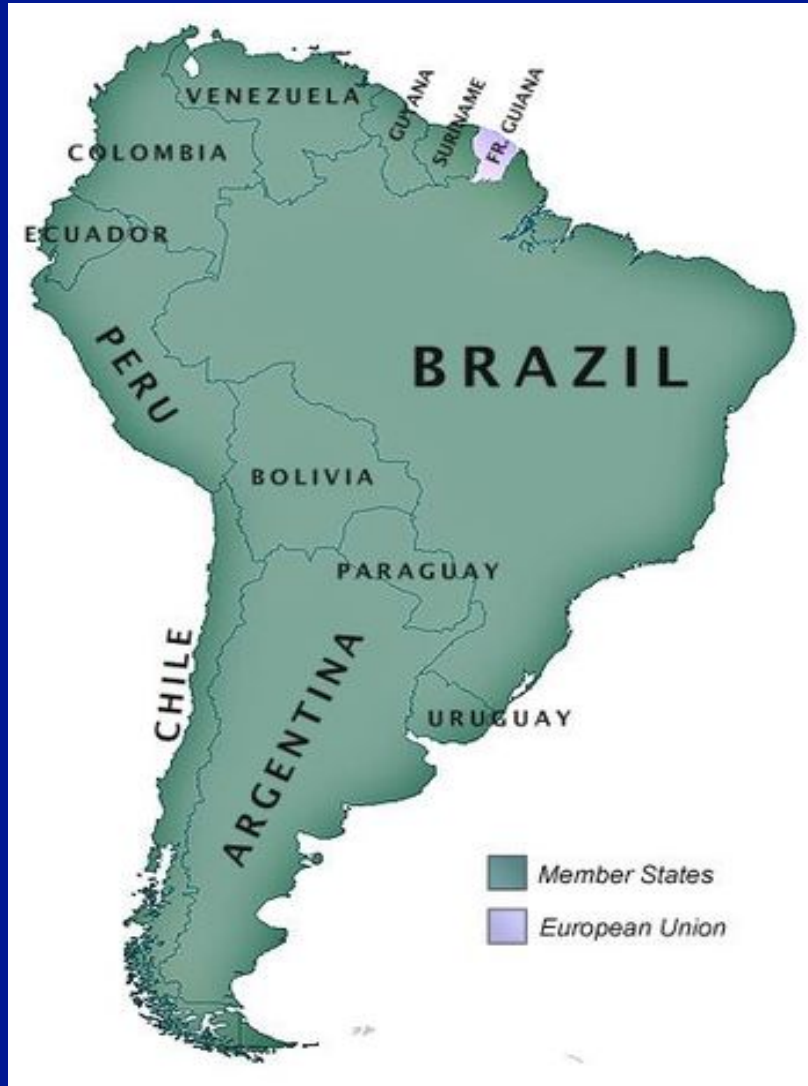 VENEZUELA
GUYANA
SURINAME
FR. GUIANA
COLOMBIA
ECUADOR
PERU
BRAZIL
BOLIVIA
PARAGUAY
CHILE
ARGENTINA
URUGUAY
Member States
European Union